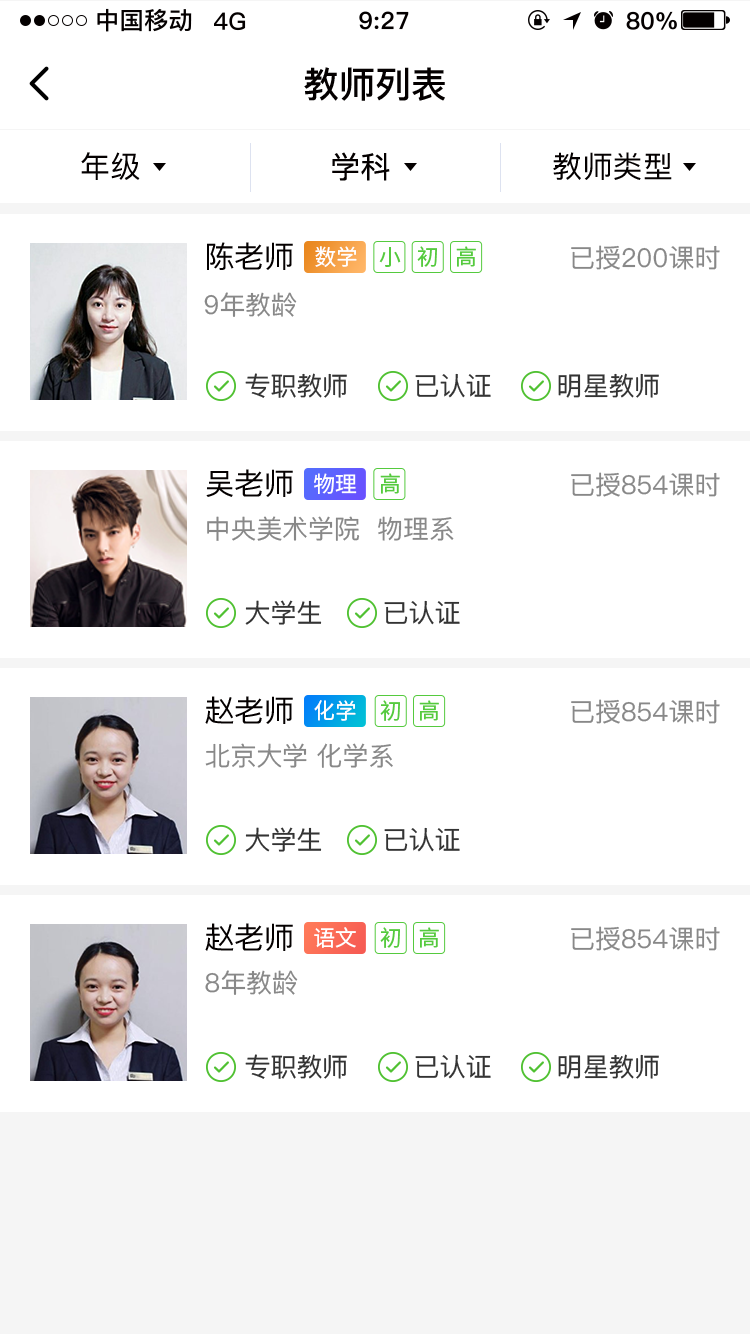 中国移动 4G 9:27 80%
教师列表
年级 学科 教师类型
陈老师 数学 小 初 高 已授200课时
9年教龄
专职教师 已认证 明星教师
吴老师 物理 高 已授854课时
中央美术学院 物理系
大学生 已认证
赵老师 化学 初 高 已授854课时
北京大学 化学系
大学生 已认证
赵老师 语文 初 高 已授854课时
8年教龄
专职教师 已认证 明星教师